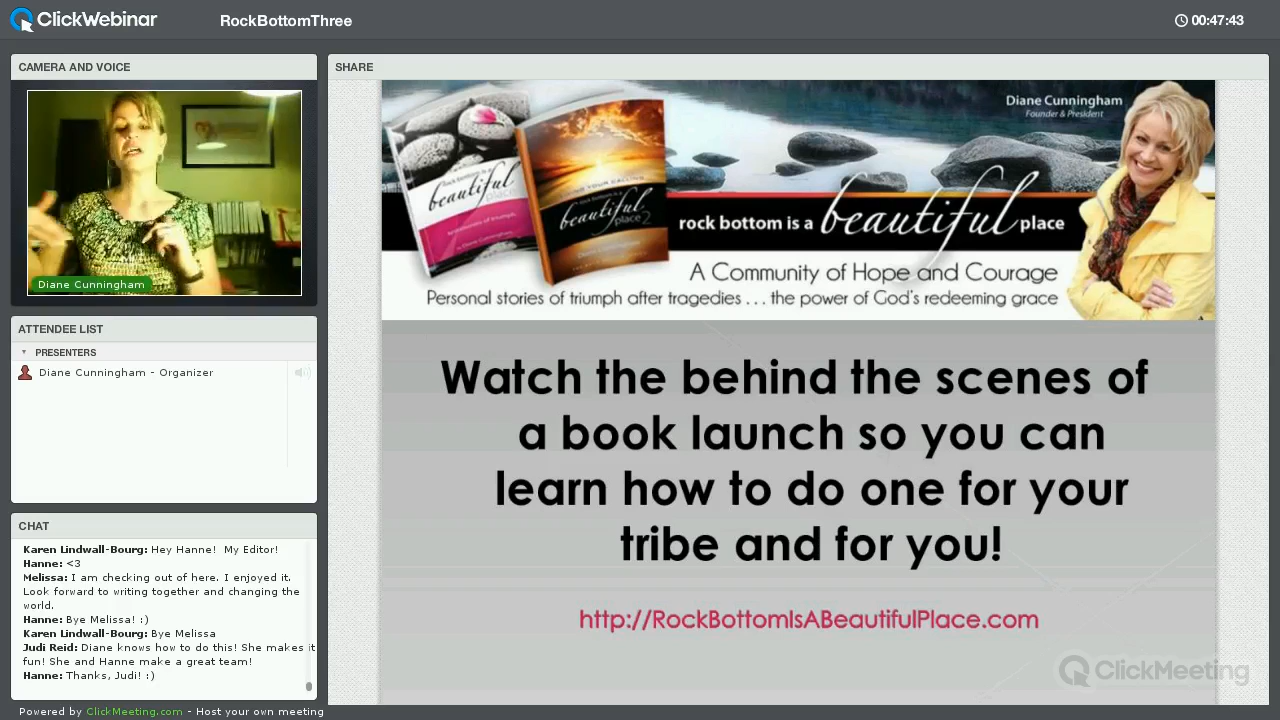 ClickWebinar
RockBottomThree
00:47:43
CAMERA AND VOICE
Diane Cunningham
ATTENDEE LIST
PRESENTERS
Diane Cunningham - Organizer
CHAT
Karen Lindwall-Bourg: Hey Hanne! My Editor!
Hanne: <3
Melissa: I am checking out of here. I enjoyed it.
Look forward to writing together and changing the
world.
Hanne: Bye Melissa! :)
Karen Lindwall-Bourg: Bye Melissa
Judi Reid: Diana knows how to do this! She makes it
fun! She and Hanne make a great team!
Hanne: Thanks, Judi! :)
Powered by ClickMeeting.com - Host your own meeting
SHARE
Diane Cunningham
Founder & President
beautiful
beautiful
place 2
rock bottom is a beautiful place
A Community of Hope and Courage
Personal stories of triumph after tragedies . . . the power of God's redeeming grace
Watch the behind the scenes of
a book launch so you can
learn how to do one for your
tribe and for you!
http://RockBottomIsABeautifulPlace.com
ClickMeeting